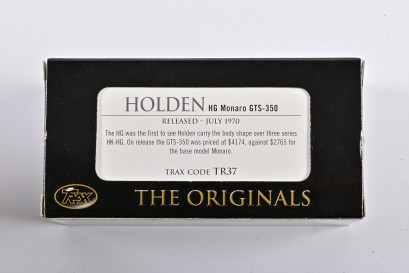 HOLDEN HG Monaro GTS-350
RELEASED - JULY 1970
The HG was the first to see Holden carry the body shape over three series
HK-HG. On release the GTS-350 was priced at $4174, against $2765 for
the base model Monaro.
TRAX CODE TR37
TRAX
THE ORIGINALS